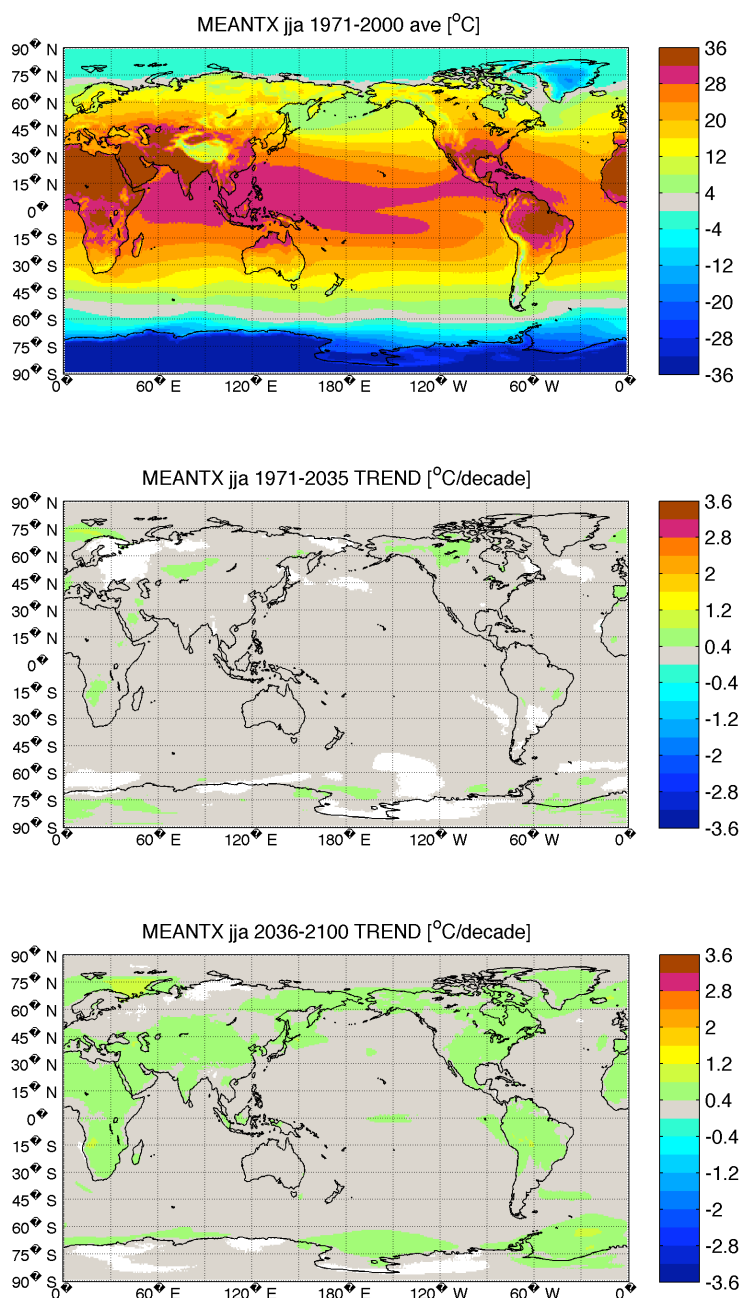 MEANTX jja 1971-2000 ave [°C]
90� N
75� N
60� N
45� N
30� N
15� N
0�
15� S
30� S
45� S
60� S
75� S
90� S
0� 60� E 120� E 180� E 120� W 60� W 0�
36
28
20
12
4
-4
-12
-20
-28
-36
MEANTX jja 1971-2035 TREND [°C/decade]
90� N
75� N
60� N
45� N
30� N
15� N
0�
15� S
30� S
45� S
60� S
75� S
90� S
0� 60� E 120� E 180� E 120� W 60� W 0�
3.6
2.8
2
1.2
0.4
-0.4
-1.2
-2
-2.8
-3.6
MEANTX jja 2036-2100 TREND [°C/decade]
90� N
75� N
60� N
45� N
30� N
15� N
0�
15� S
30� S
45� S
60� S
75� S
90� S
0� 60� E 120� E 180� E 120� W 60� W 0�
3.6
2.8
2
1.2
0.4
-0.4
-1.2
-2
-2.8
-3.6